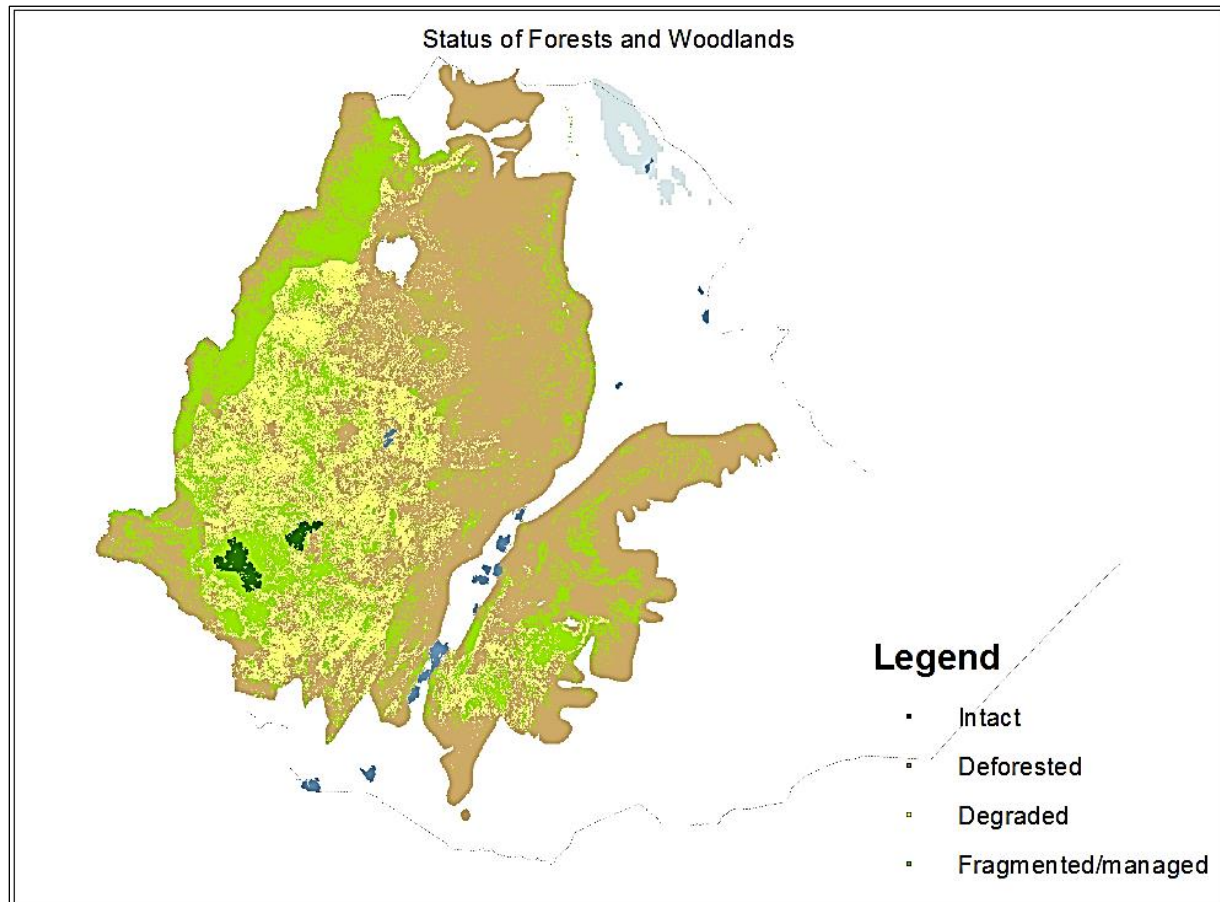 Status of Forests and Woodlands
Legend
Intact
Deforested
Degraded
Fragmented/managed